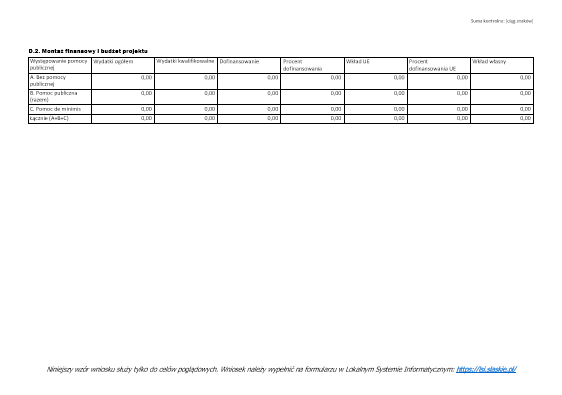 Suma kontrolna: [ciąg znaków]
D.2. Montaż finansowy i budżet projektu
Występowanie pomocy publicznej Wydatki ogółem Wydatki kwalifikowalne Dofinansowanie Procent dofinansowania Wkład UE Procent dofinansowania UE Wkład własny
A. Bez pomocy publicznej 0,00 0,00 0,00 0,00 0,00 0,00 0,00
B. Pomoc publiczna (razem) 0,00 0,00 0,00 0,00 0,00 0,00 0,00
C. Pomoc de minimis 0,00 0,00 0,00 0,00 0,00 0,00 0,00
Łącznie (A+B+C) 0,00 0,00 0,00 0,00 0,00 0,00 0,00
Niniejszy wzór wniosku służy tylko do celów poglądowych. Wniosek należy wypełnić na formularzu w Lokalnym Systemie Informatycznym: https://lsi.slaskie.pl/